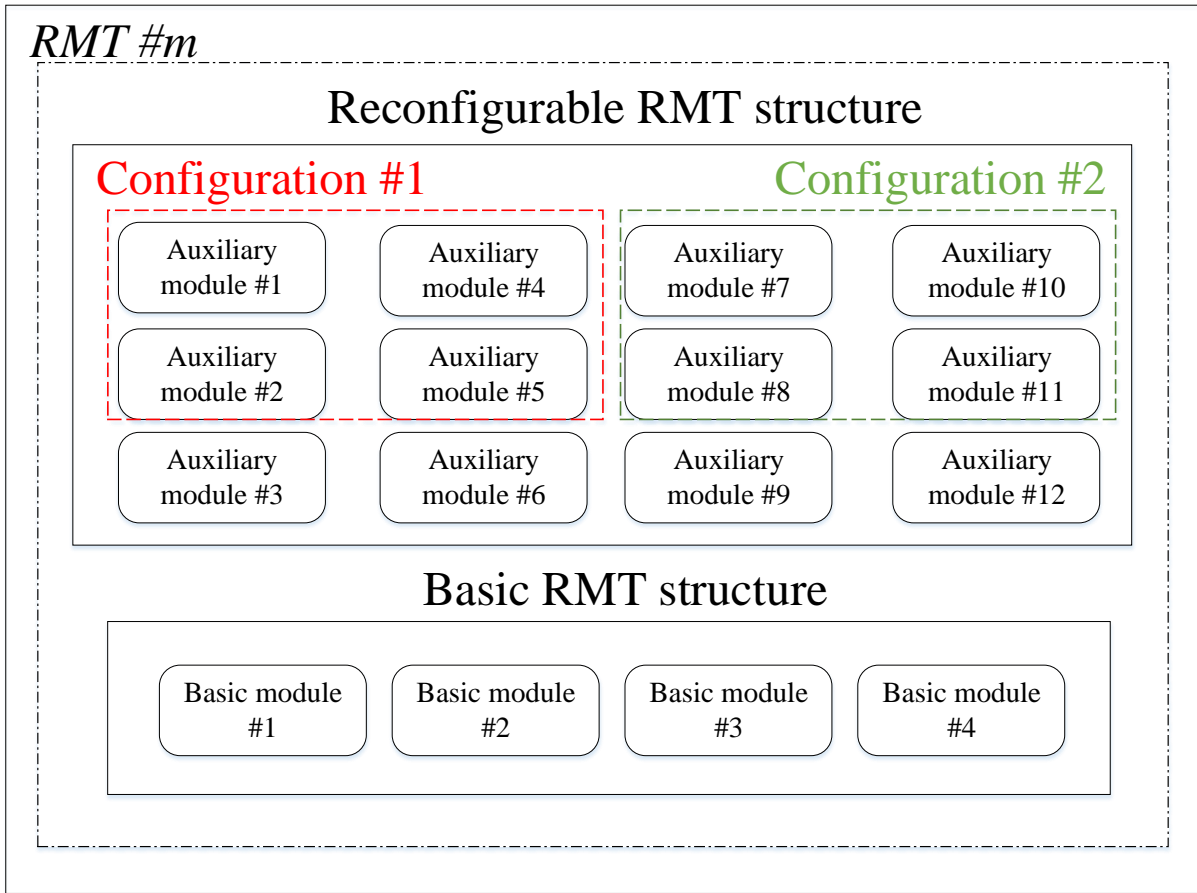 RMT #m
Reconfigurable RMT structure
Configuration #1
Configuration #2
Auxiliary
module #1
Auxiliary
module #4
Auxiliary
module #7
Auxiliary
module #10
Auxiliary
module #2
Auxiliary
module #5
Auxiliary
module #8
Auxiliary
module #11
Auxiliary
module #3
Auxiliary
module #6
Auxiliary
module #9
Auxiliary
module #12
Basic RMT structure
Basic module
#1
Basic module
#2
Basic module
#3
Basic module
#4